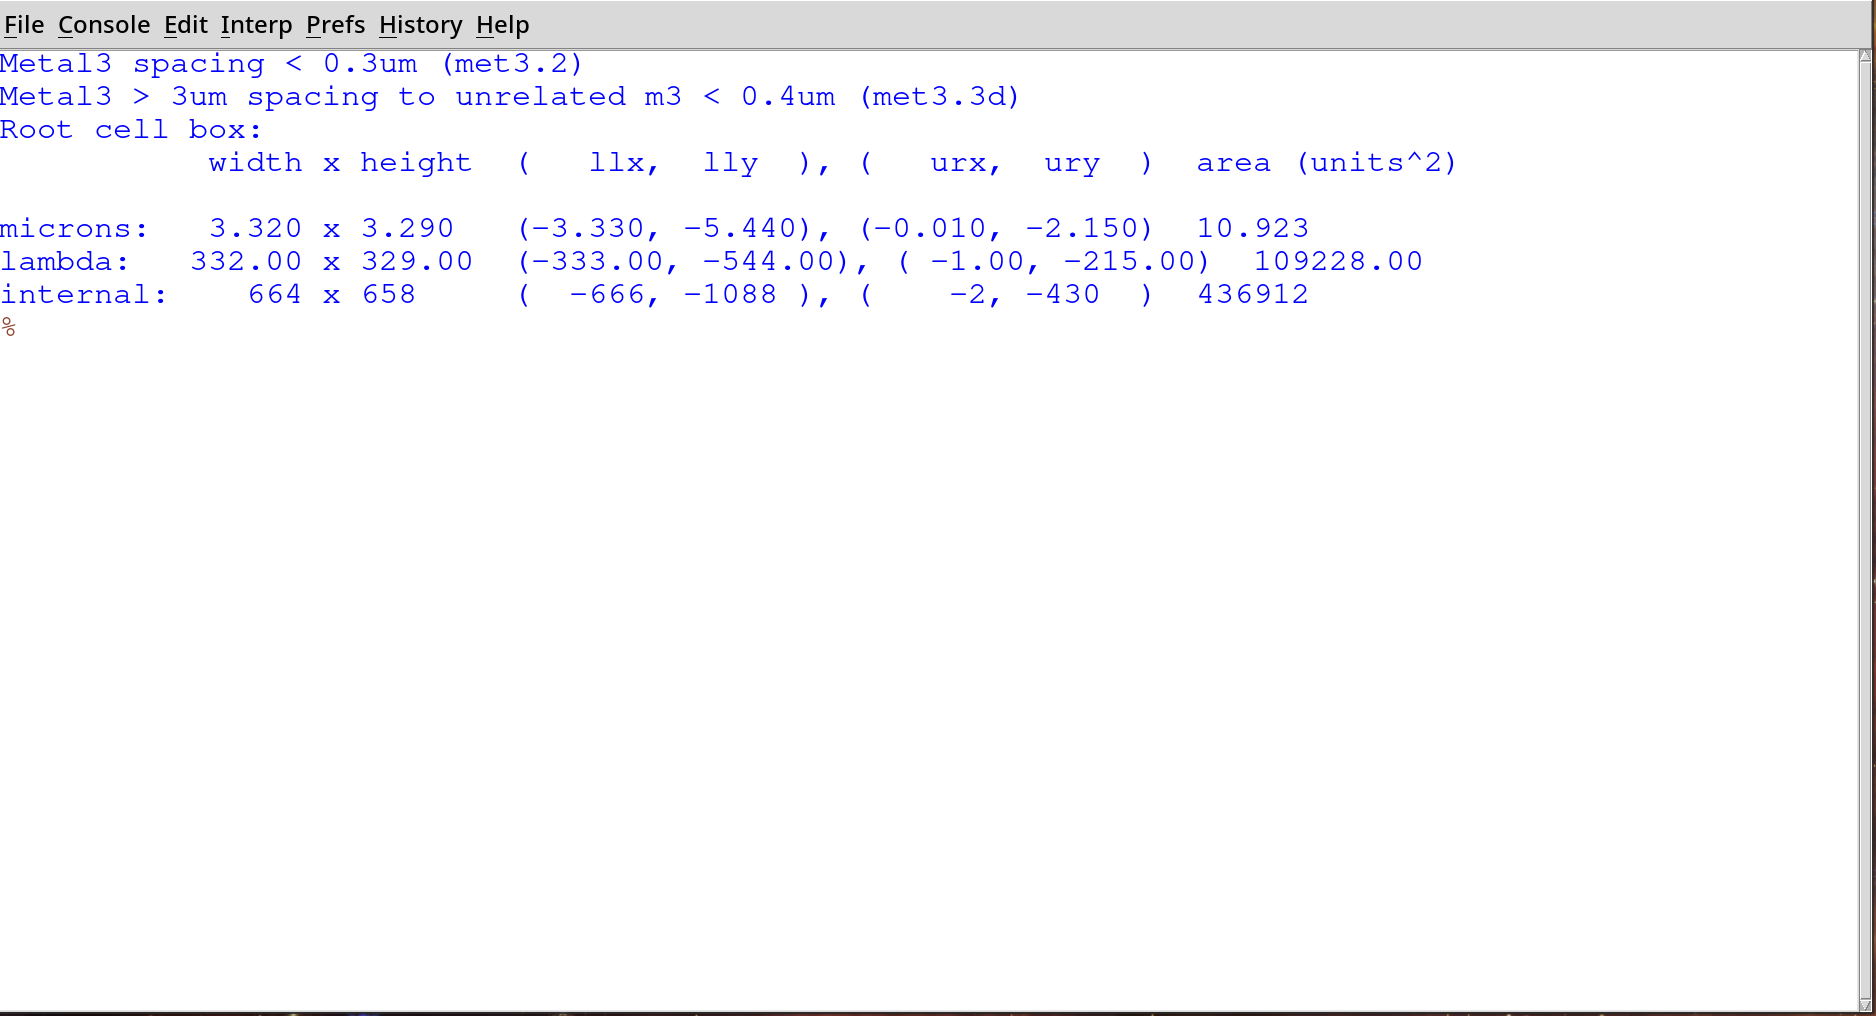 File Console Edit Interp Prefs History Help
Metal3 spacing < 0.3um (met3.2)
Metal3 > 3um spacing to unrelated m3 < 0.4um (met3.3d)
Root cell box:
           width x height  (   llx,  lly  ), (   urx,  ury  )  area (units^2)

microns:   3.320 x 3.290   (-3.330, -5.440), (-0.010, -2.150)  10.923
lambda:   332.00 x 329.00  (-333.00, -544.00), ( -1.00, -215.00)  109228.00
internal:    664 x 658     (  -666, -1088 ), (    -2, -430  )  436912
%